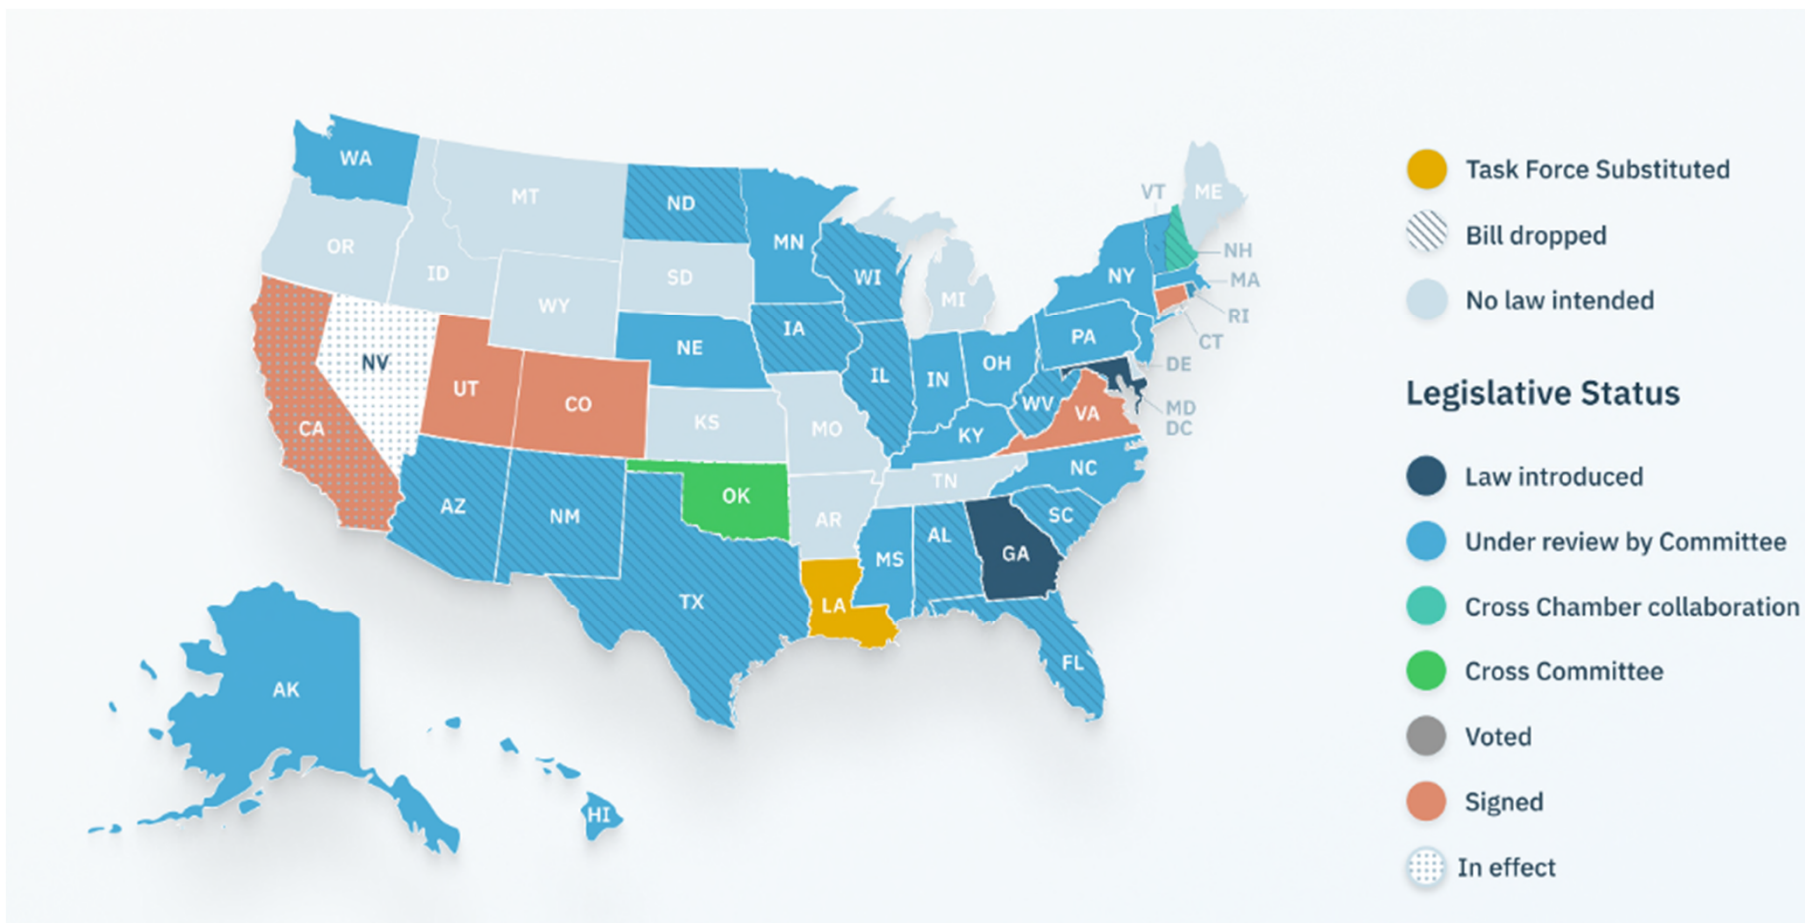 WA
MT
ND
MN
OR
ID
WY
SD
WI
MI
VT
ME
NH
NY
MA
RI
CT
NV
UT
CO
NE
IA
IL
IN
OH
PA
DE
CA
KS
MO
KY
WV
VA
MD
DC
AZ
NM
OK
AR
TN
NC
SC
TX
LA
MS
AL
GA
FL
AK
HI
Task Force Substituted
Bill dropped
No law intended
Legislative Status
Law introduced
Under review by Committee
Cross Chamber collaboration
Cross Committee
Voted
Signed
In effect